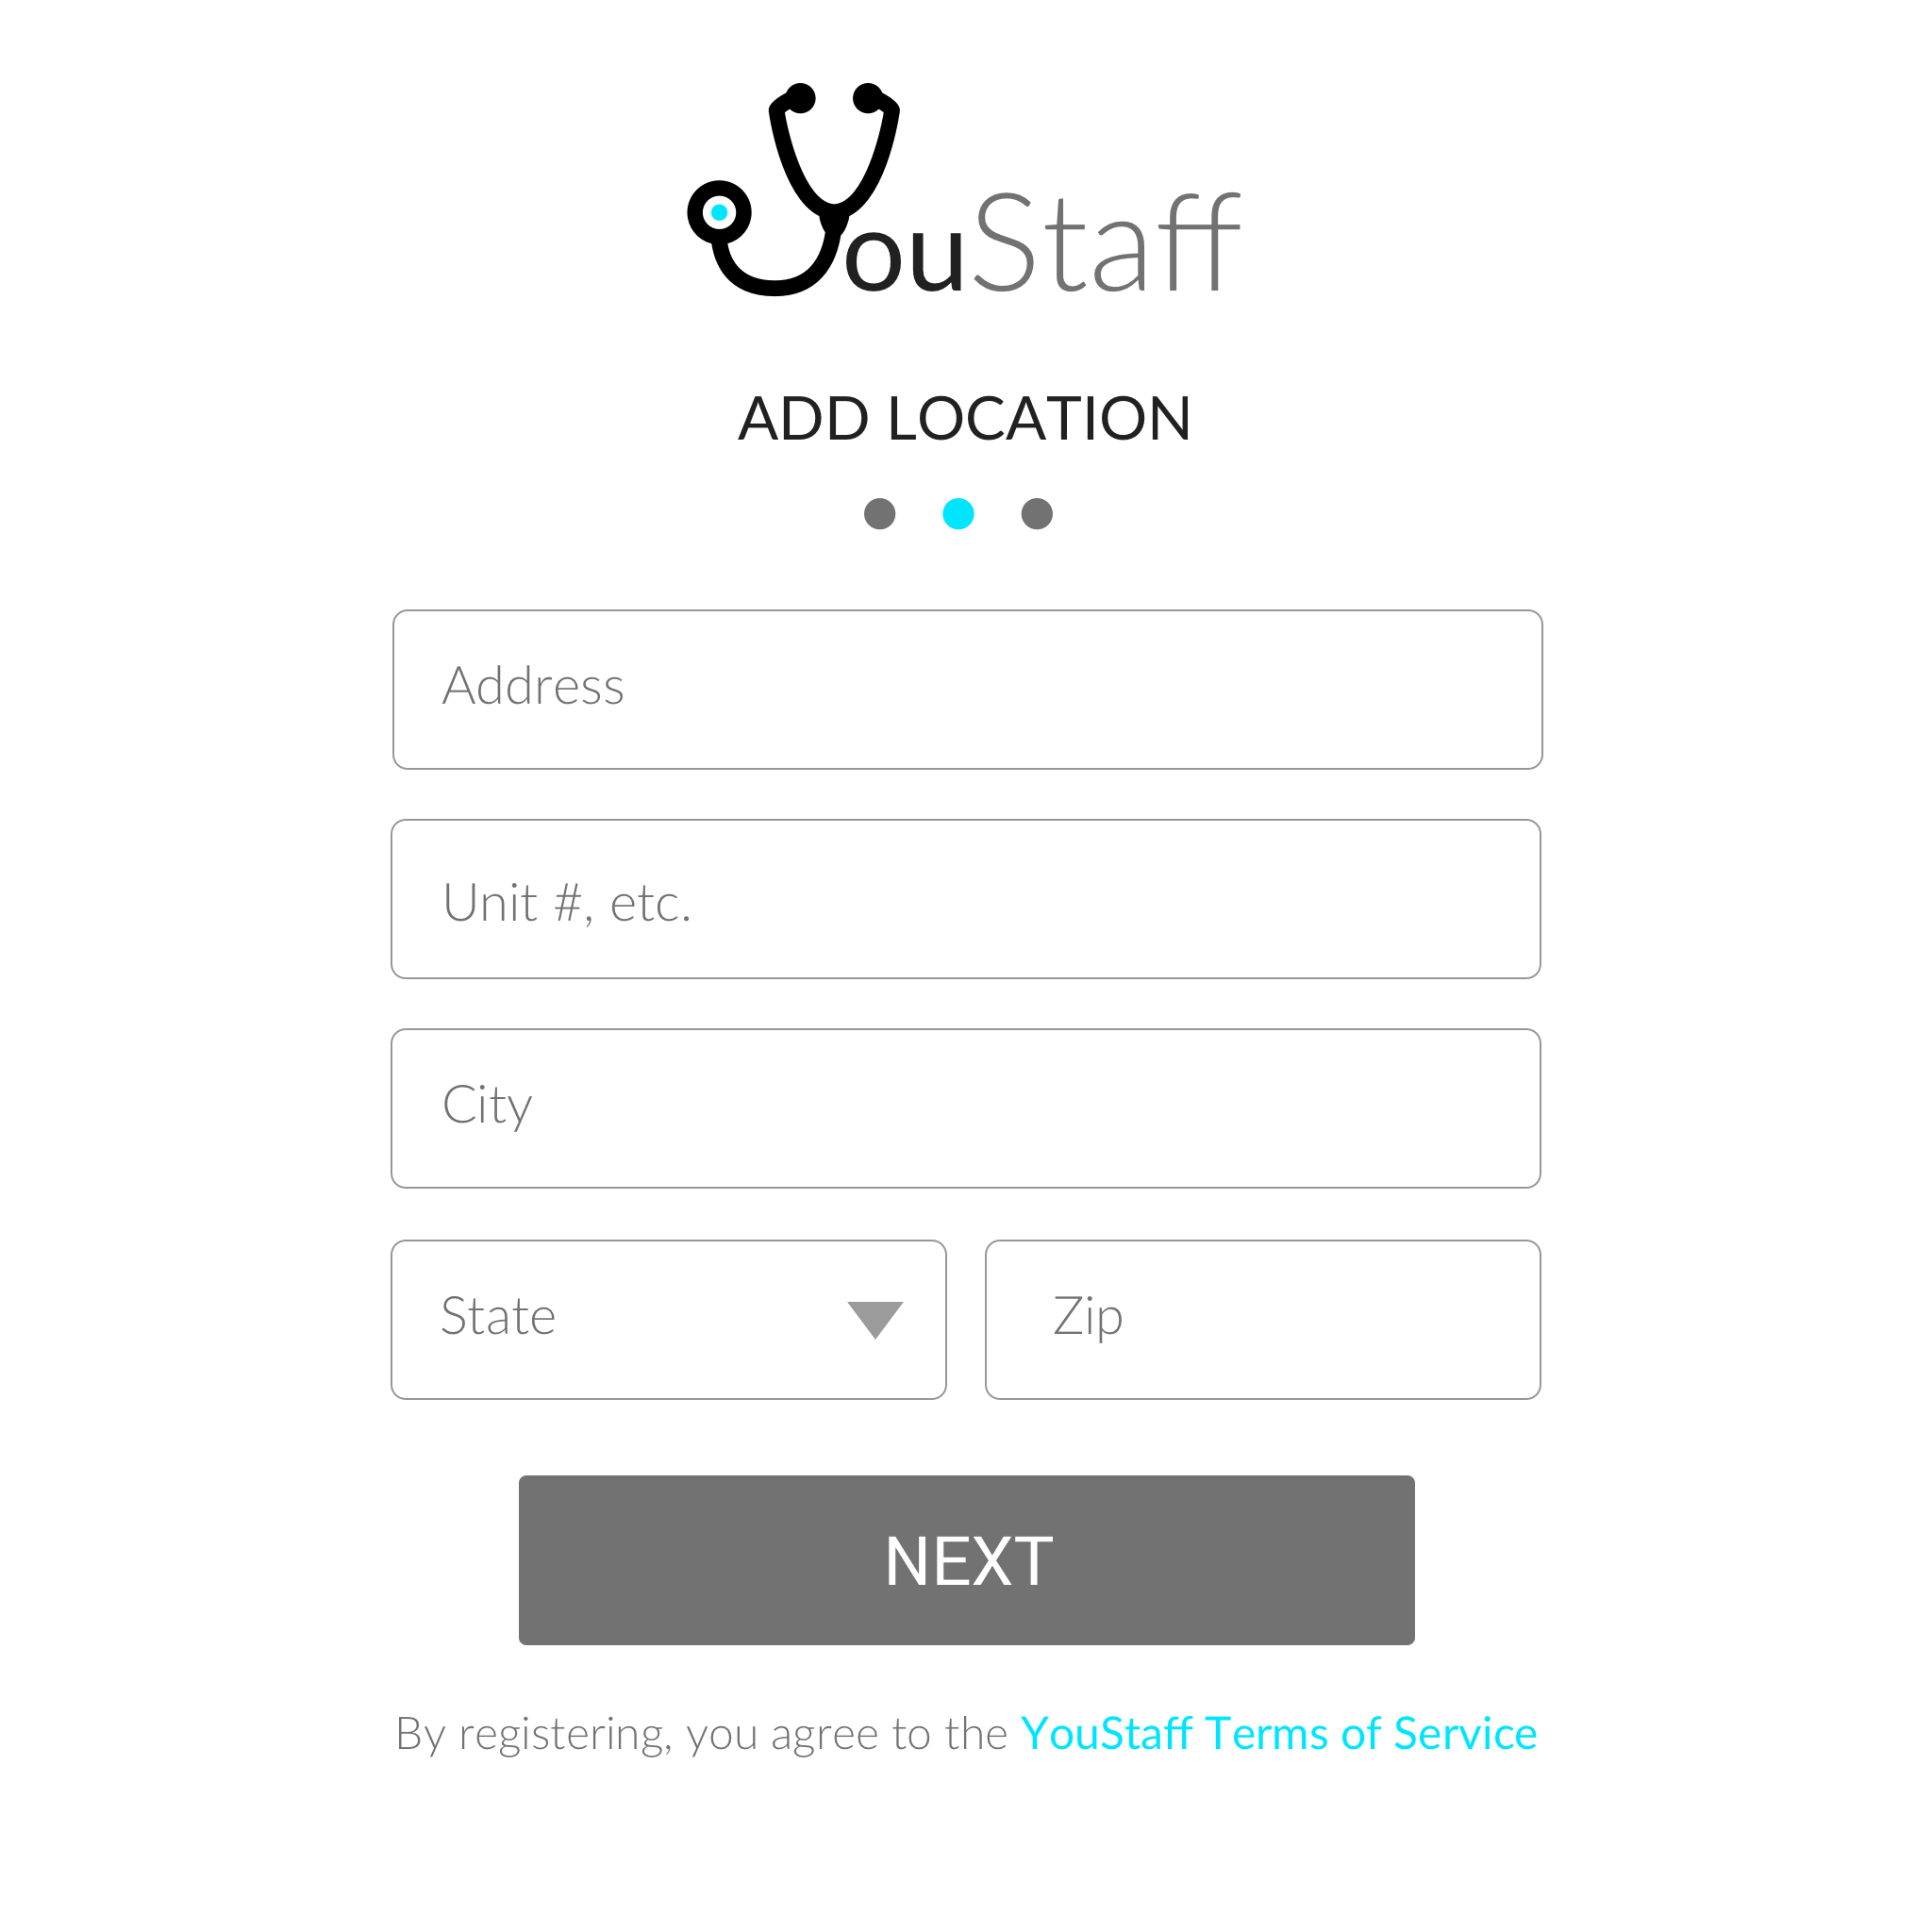 YouStaff
ADD LOCATION
Address
Unit #, etc.
City
State
Zip
NEXT
By registering, you agree to the YouStaff Terms of Service